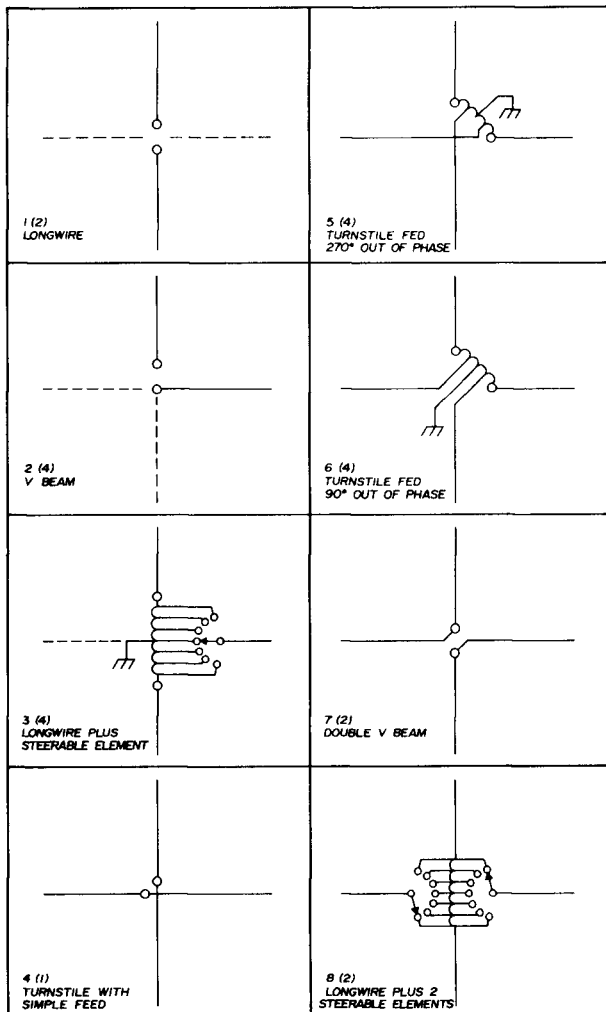 1 (2)
LONGWIRE
5 (4)
TURNSTILE FED
270° OUT OF PHASE
2 (4)
V BEAM
6 (4)
TURNSTILE FED
90° OUT OF PHASE
3 (4)
LONGWIRE PLUS
STEERABLE ELEMENT
7 (2)
DOUBLE V BEAM
4 (1)
TURNSTILE WITH
SIMPLE FEED
8 (2)
LONGWIRE PLUS 2
STEERABLE ELEMENTS